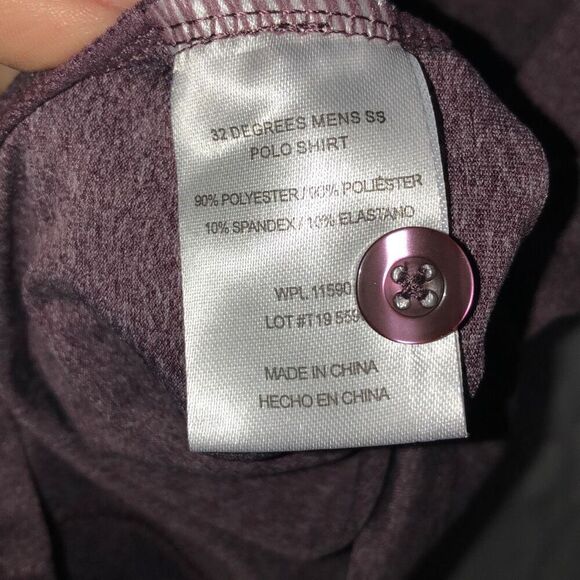 32 DEGREES MENS SS
POLO SHIRT
90% POLYESTER / 90% POLIÉSTER
10% SPANDEX / 10% ELASTANO
WPL 11590
LOT #T19
MADE IN CHINA
HECHO EN CHINA